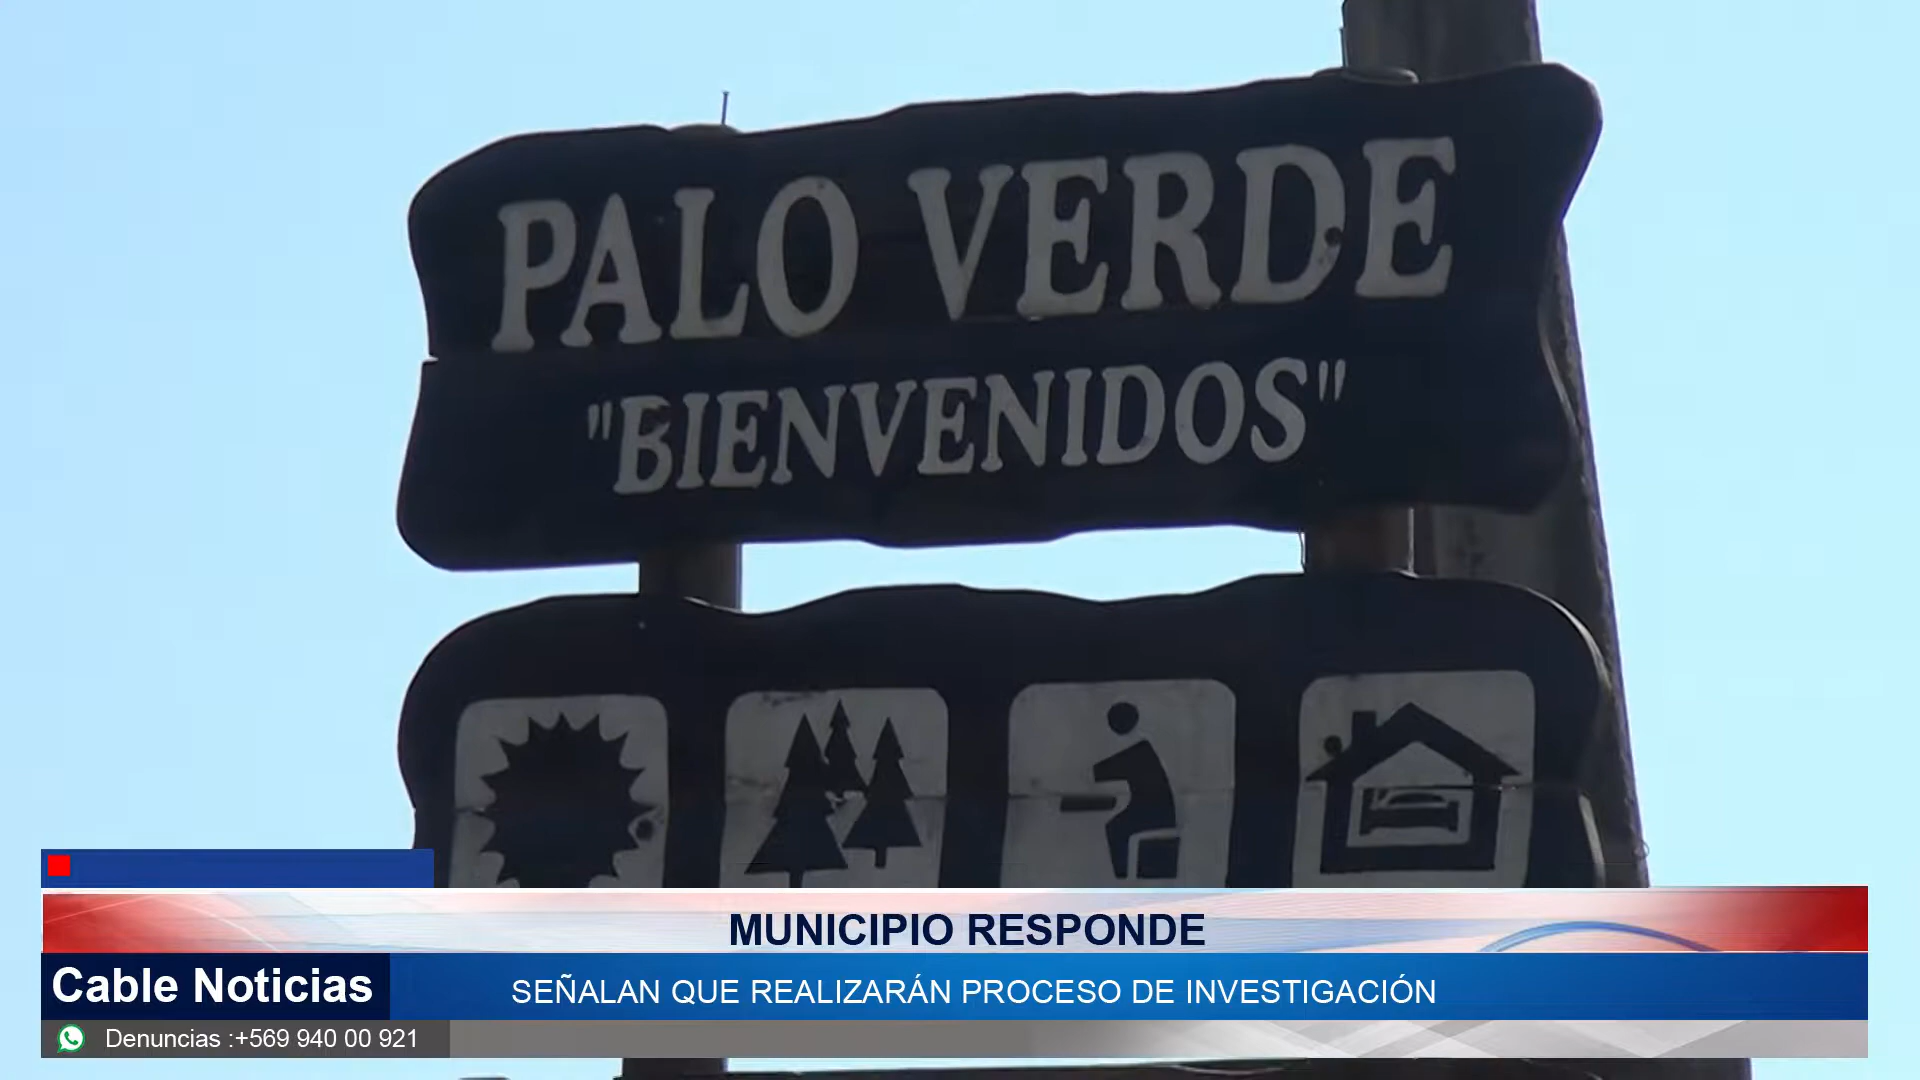 PALO VERDE
"BIENVENIDOS"
MUNICIPIO RESPONDE
Cable Noticias
SEÑALAN QUE REALIZARÁN PROCESO DE INVESTIGACIÓN
Denuncias :+569 940 00 921